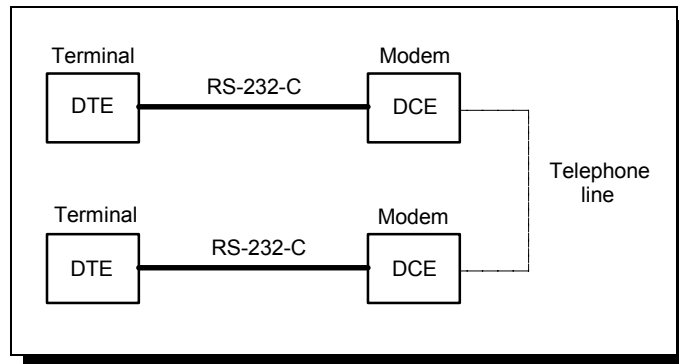 Terminal
Modem
RS-232-C
DTE
DCE
Telephone
line
Terminal
Modem
RS-232-C
DTE
DCE